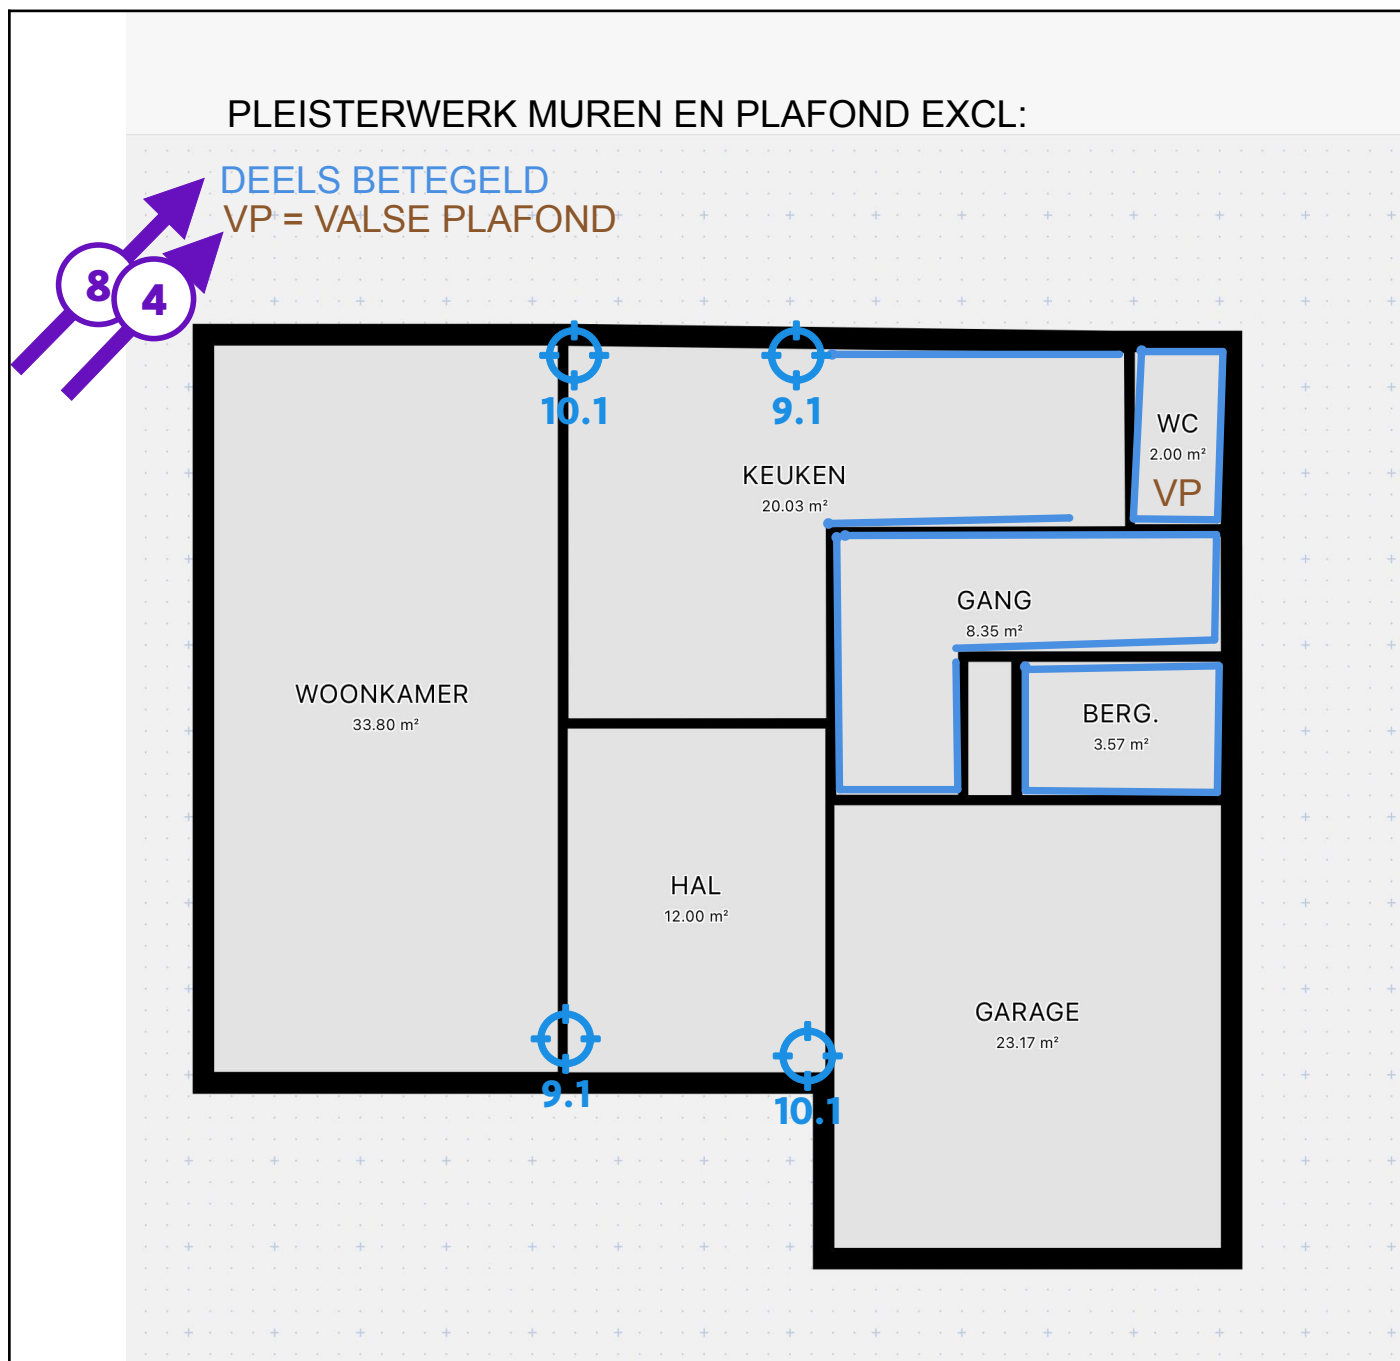 PLEISTERWERK MUREN EN PLAFOND EXCL:
DEELS BETEGELD
VP = VALSE PLAFOND
8
4
10.1
9.1
WC
2.00 m²
VP
KEUKEN
20.03 m²
GANG
8.35 m²
WOONKAMER
33.80 m²
BERG.
3.57 m²
HAL
12.00 m²
GARAGE
23.17 m²
9.1
10.1